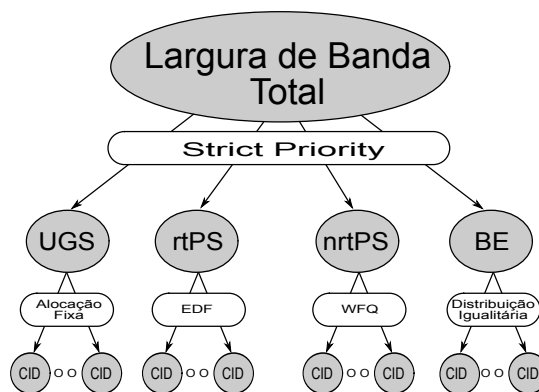 Largura de Banda
Total
Strict Priority
UGS rtPS nrtPS BE
Alocação
Fixa
EDF
WFQ
Distribuição
Igualitária
CID o o CID CID o o CID CID o o CID CID o o CID